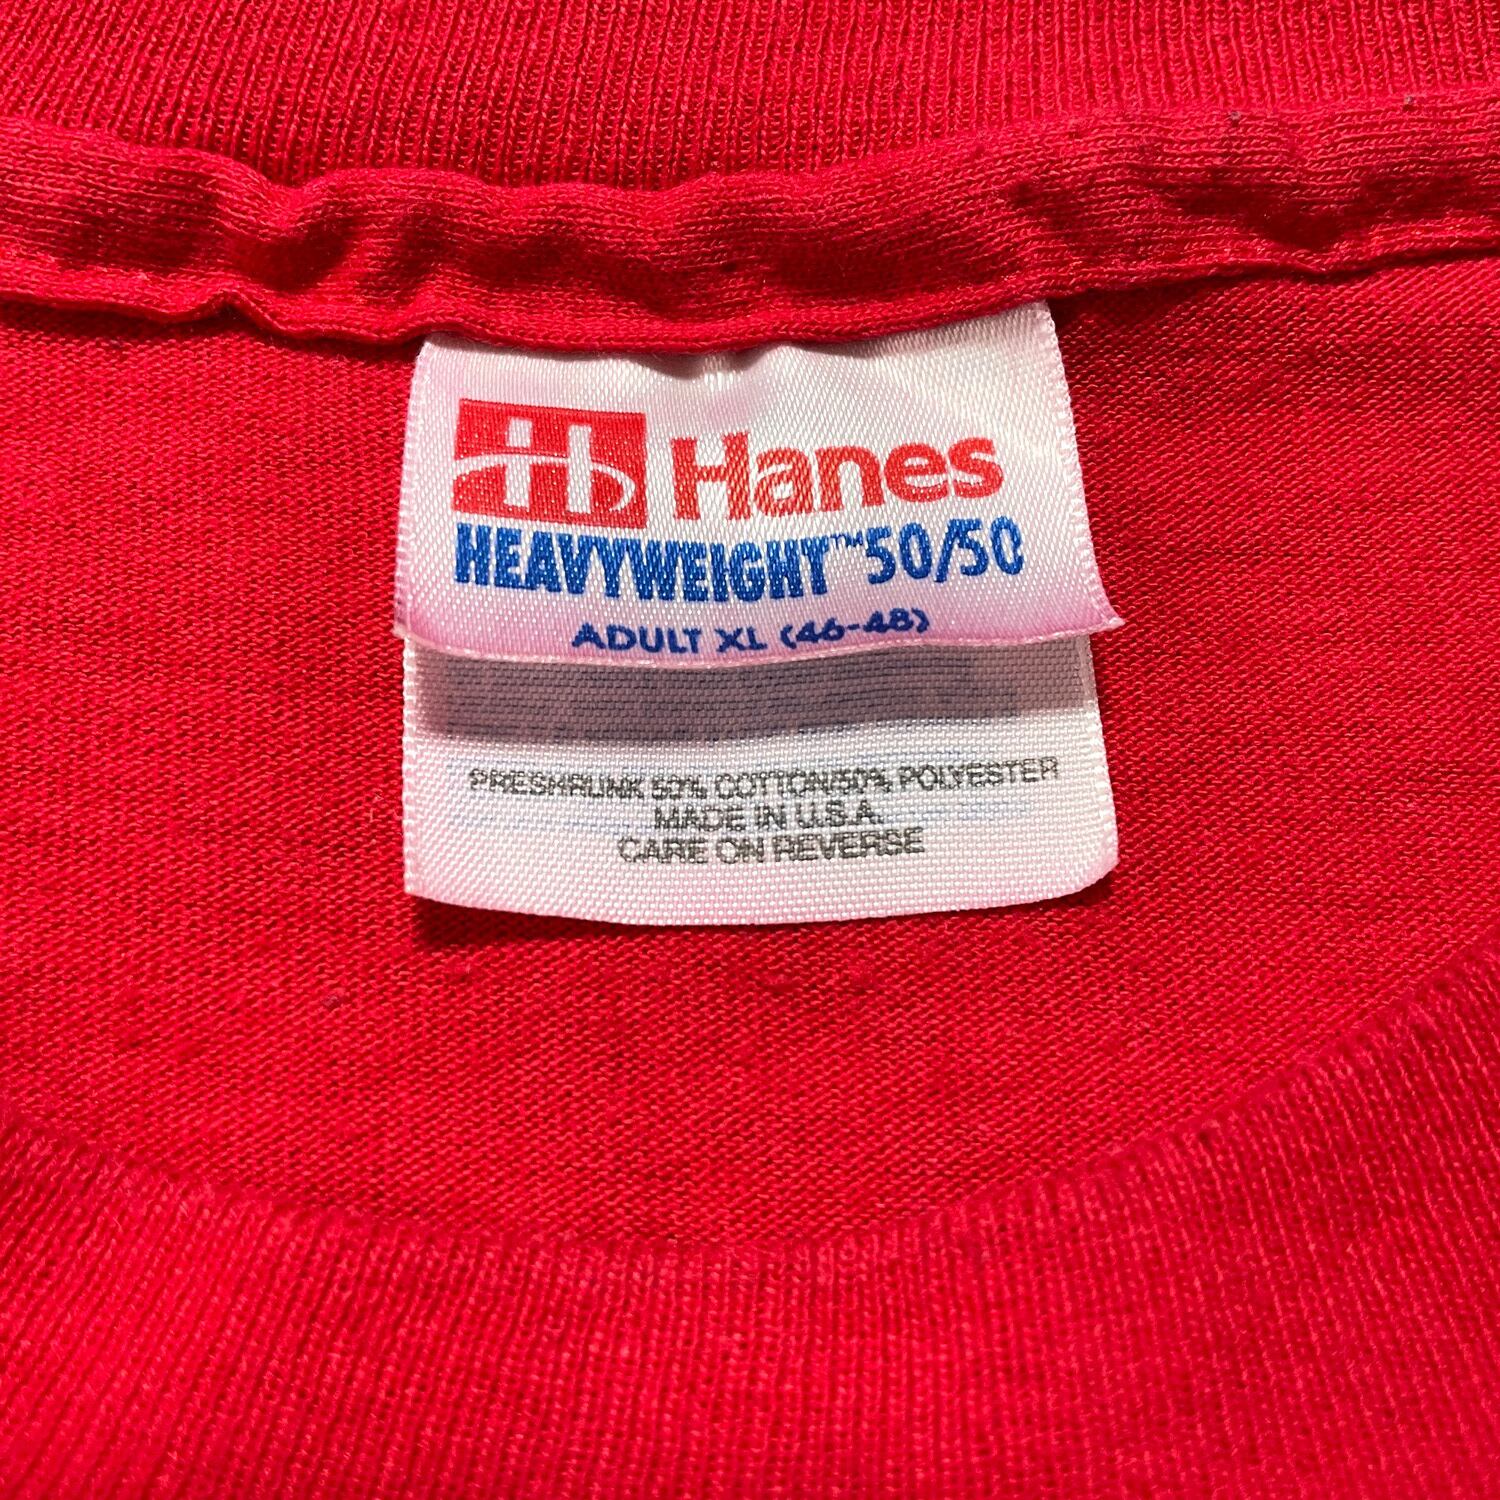 Hanes
HEAVYWEIGHT™50/50
ADULT XL (46-48)
PRESHRUNK 50% COTTON/50% POLYESTER
MADE IN U.S.A.
CARE ON REVERSE